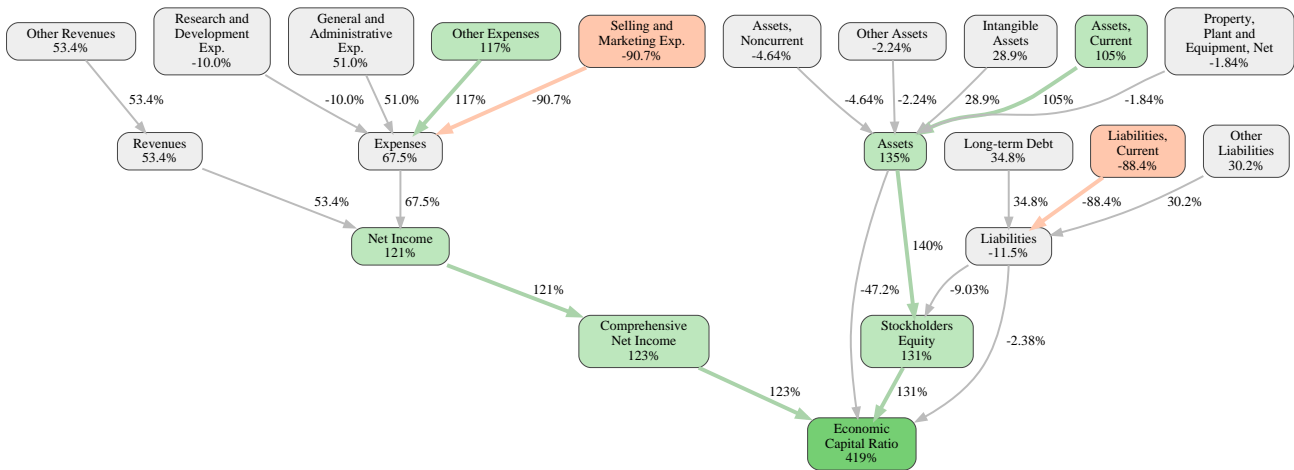 Other Revenues
53.4%
Research and
Development
Exp.
-10.0%
General and
Administrative
Exp.
51.0%
Other Expenses
117%
Selling and
Marketing Exp.
-90.7%
Assets,
Noncurrent
-4.64%
Other Assets
-2.24%
Intangible
Assets
28.9%
Assets,
Current
105%
Property,
Plant and
Equipment, Net
-1.84%
53.4%
-10.0%
51.0%
117%
-90.7%
-4.64%
-2.24%
28.9%
105%
-1.84%
Revenues
53.4%
Expenses
67.5%
Assets
135%
Long-term Debt
34.8%
Liabilities,
Current
-88.4%
Other
Liabilities
30.2%
53.4%
67.5%
34.8%
-88.4%
30.2%
Net Income
121%
140%
Liabilities
-11.5%
121%
-47.2%
-9.03%
Comprehensive
Net Income
123%
Stockholders
Equity
131%
-2.38%
123%
131%
Economic
Capital Ratio
419%